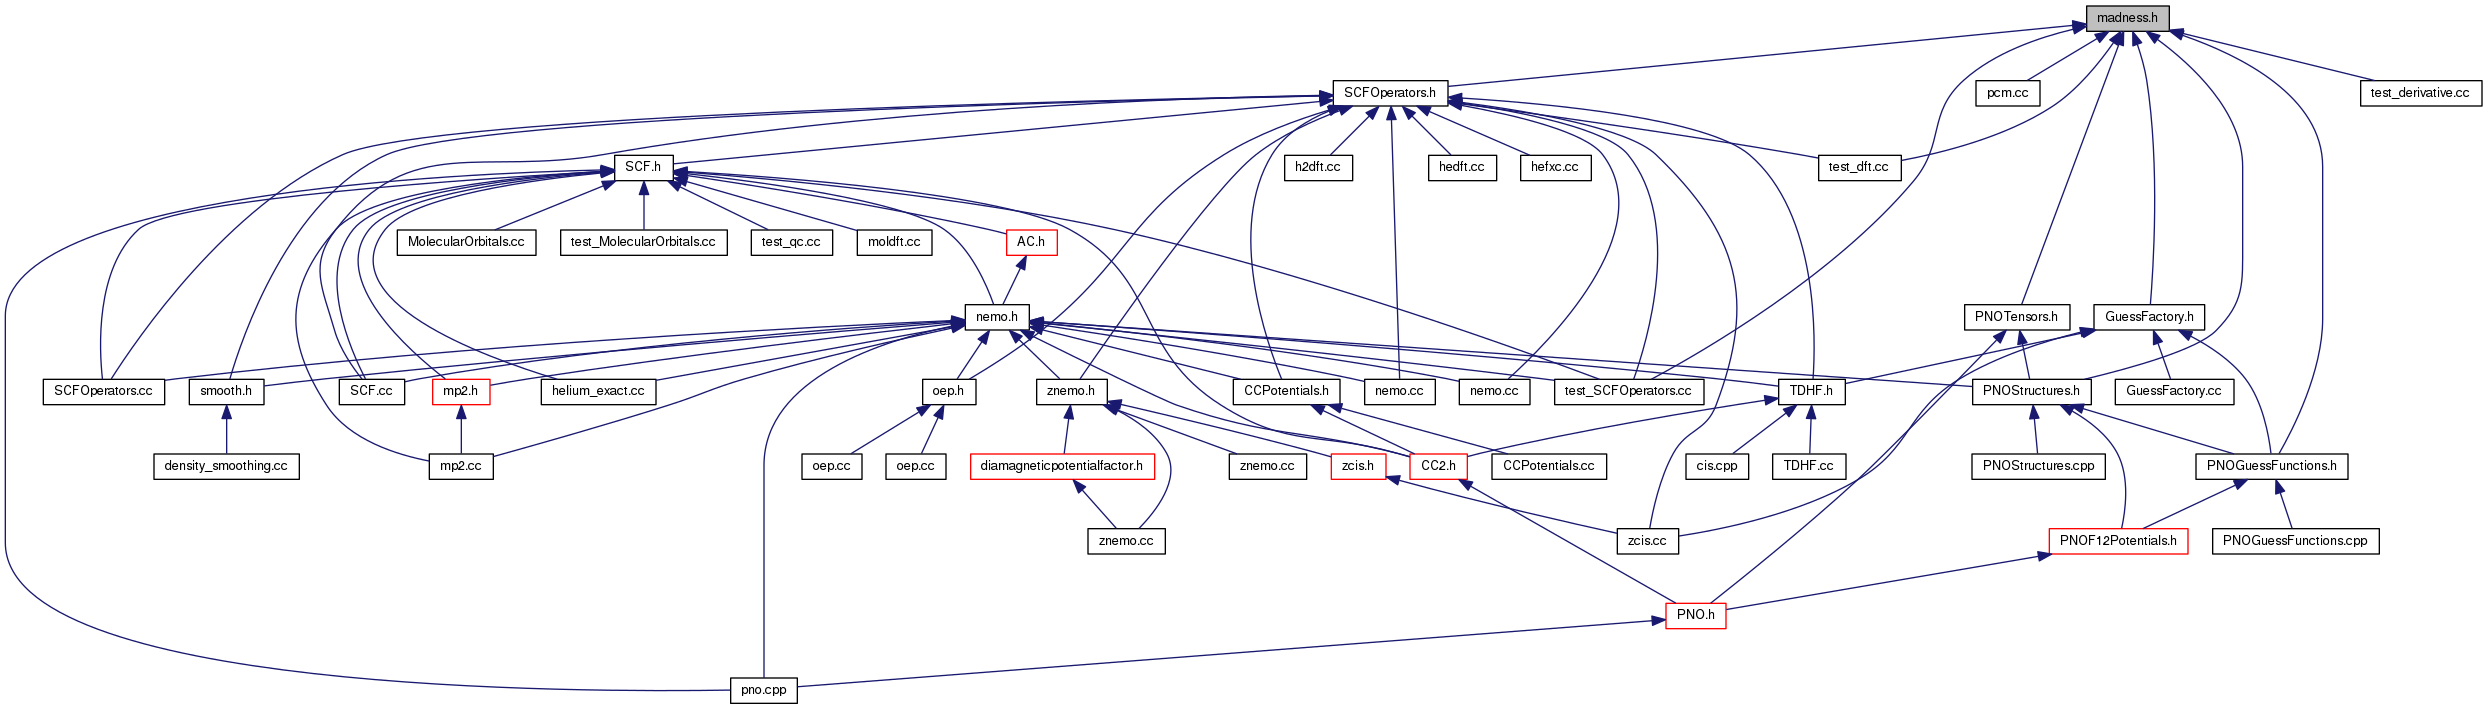 madness.h
SCFOperators.h
pcm.cc
test_derivative.cc
SCF.h
h2dft.cc
hedft.cc
hefxc.cc
test_dft.cc
MolecularOrbitals.cc
test_MolecularOrbitals.cc
test_qc.cc
moldft.cc
AC.h
nemo.h
PNOTensors.h
GuessFactory.h
SCFOperators.cc
smooth.h
SCF.cc
mp2.h
helium_exact.cc
oep.h
znemo.h
CCPotentials.h
nemo.cc
nemo.cc
test_SCFOperators.cc
TDHF.h
PNOStructures.h
GuessFactory.cc
density_smoothing.cc
mp2.cc
oep.cc
oep.cc
diamagneticpotentialfactor.h
znemo.cc
zcis.h
CC2.h
CCPotentials.cc
cis.cpp
TDHF.cc
PNOStructures.cpp
PNOGuessFunctions.h
znemo.cc
zcis.cc
PNOF12Potentials.h
PNOGuessFunctions.cpp
PNO.h
pno.cpp